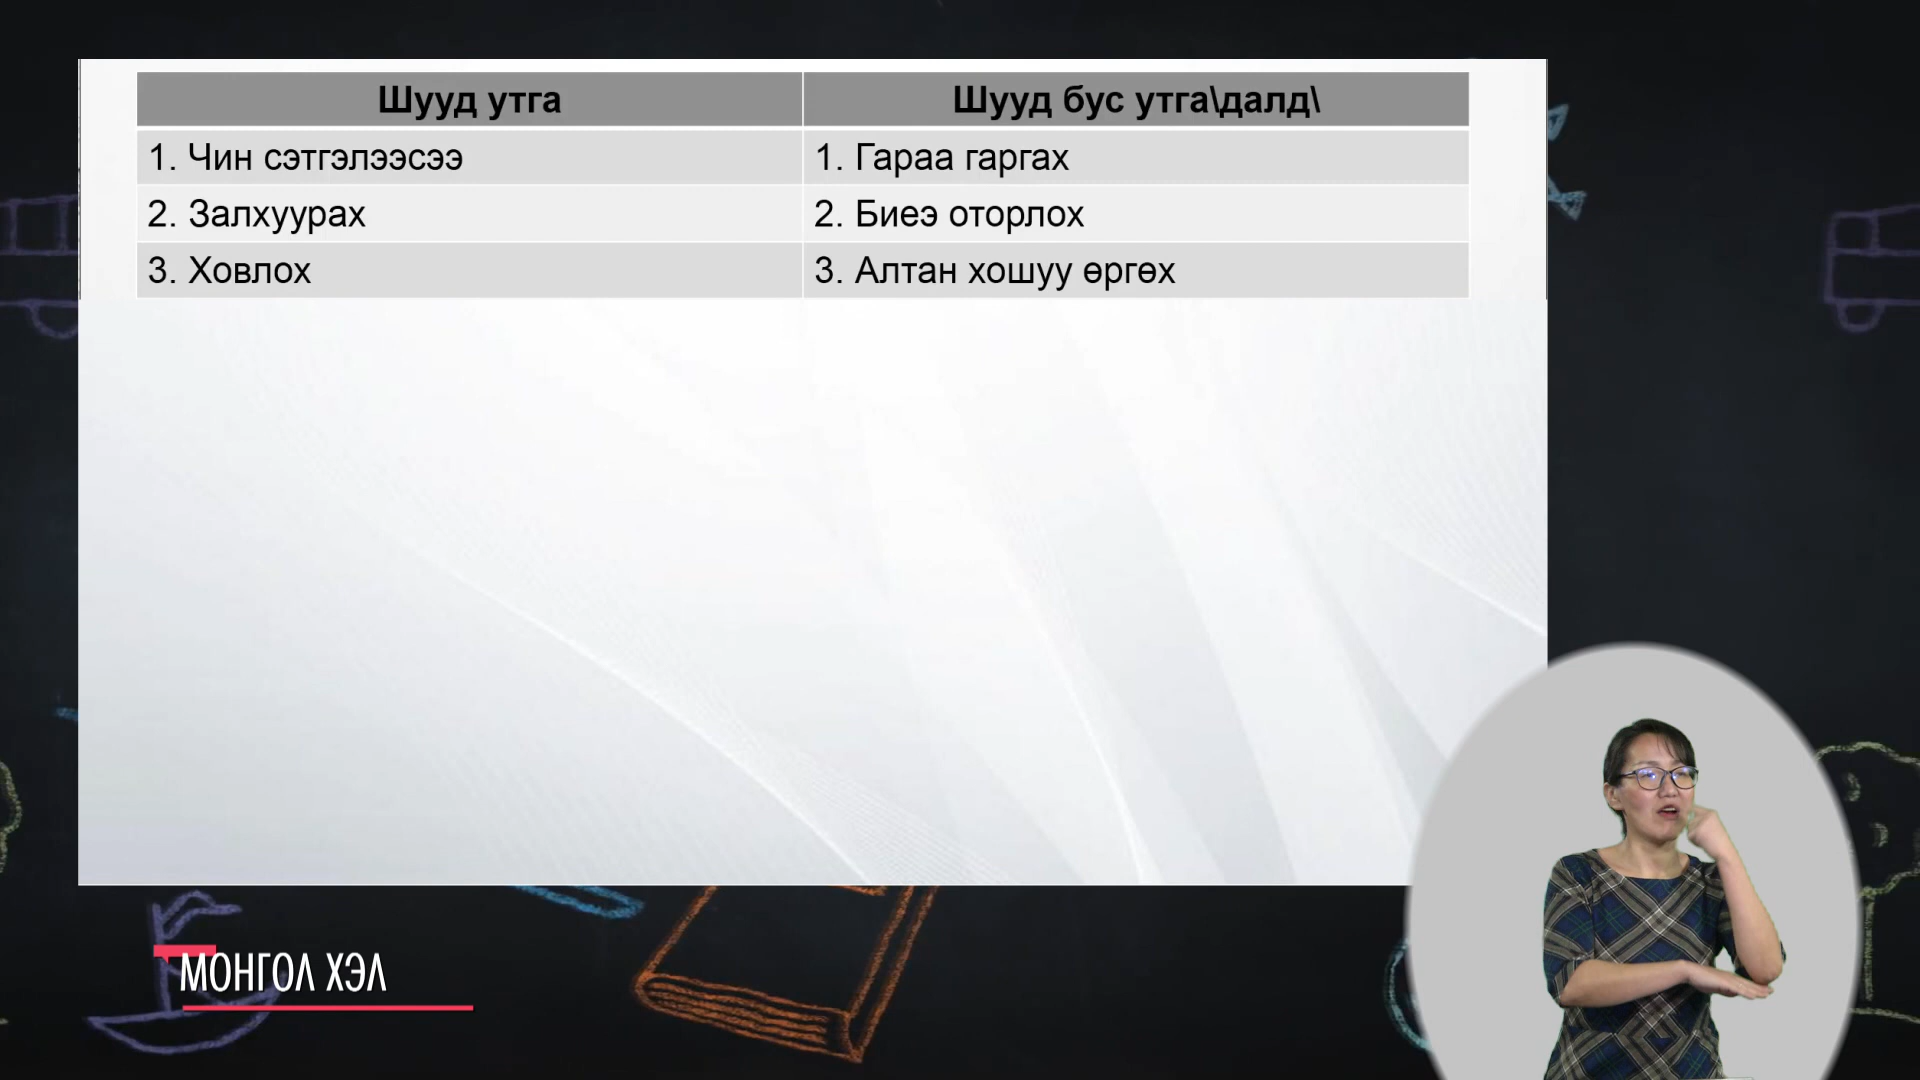 Шууд утга
Шууд бус утга\далд\
1. Чин сэтгэлээсээ
1. Гараа гаргах
2. Залхуурах
2. Биеэ оторлох
3. Ховлох
3. Алтан хошуу өргөх
МОНГОЛ ХЭЛ